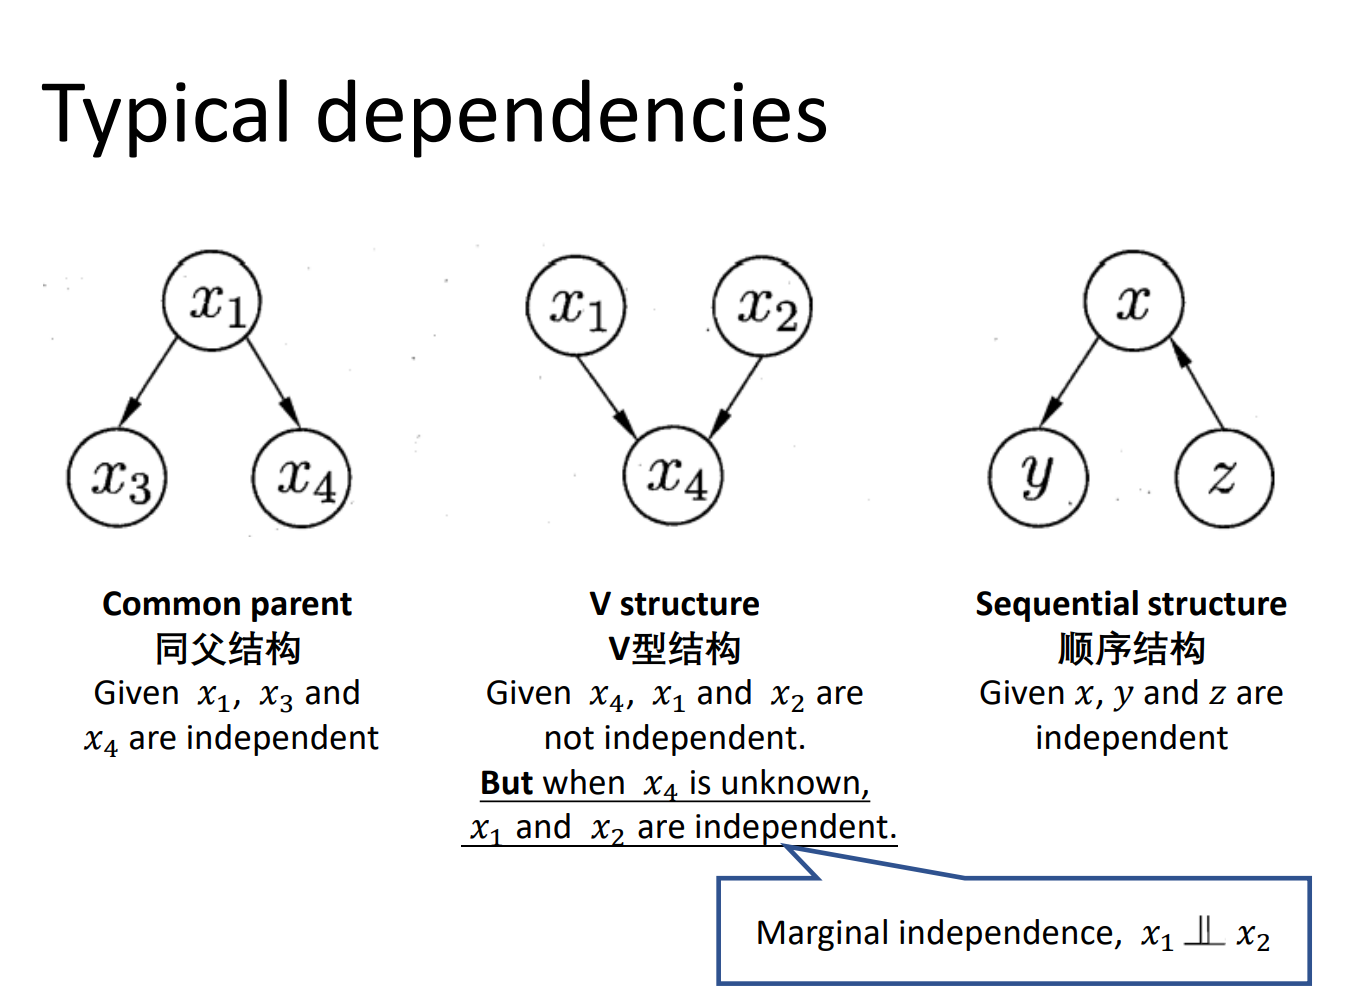 Typical dependencies
x₁
x₃
x₄
Common parent
同父结构
Given x₁, x₃ and
x₄ are independent
x₁
x₂
x₄
V structure
V型结构
Given x₄, x₁ and x₂ are
not independent.
But when x₄ is unknown,
x₁ and x₂ are independent.
x
y
z
Sequential structure
顺序结构
Given x, y and z are
independent
Marginal independence, x₁ ⫫ x₂